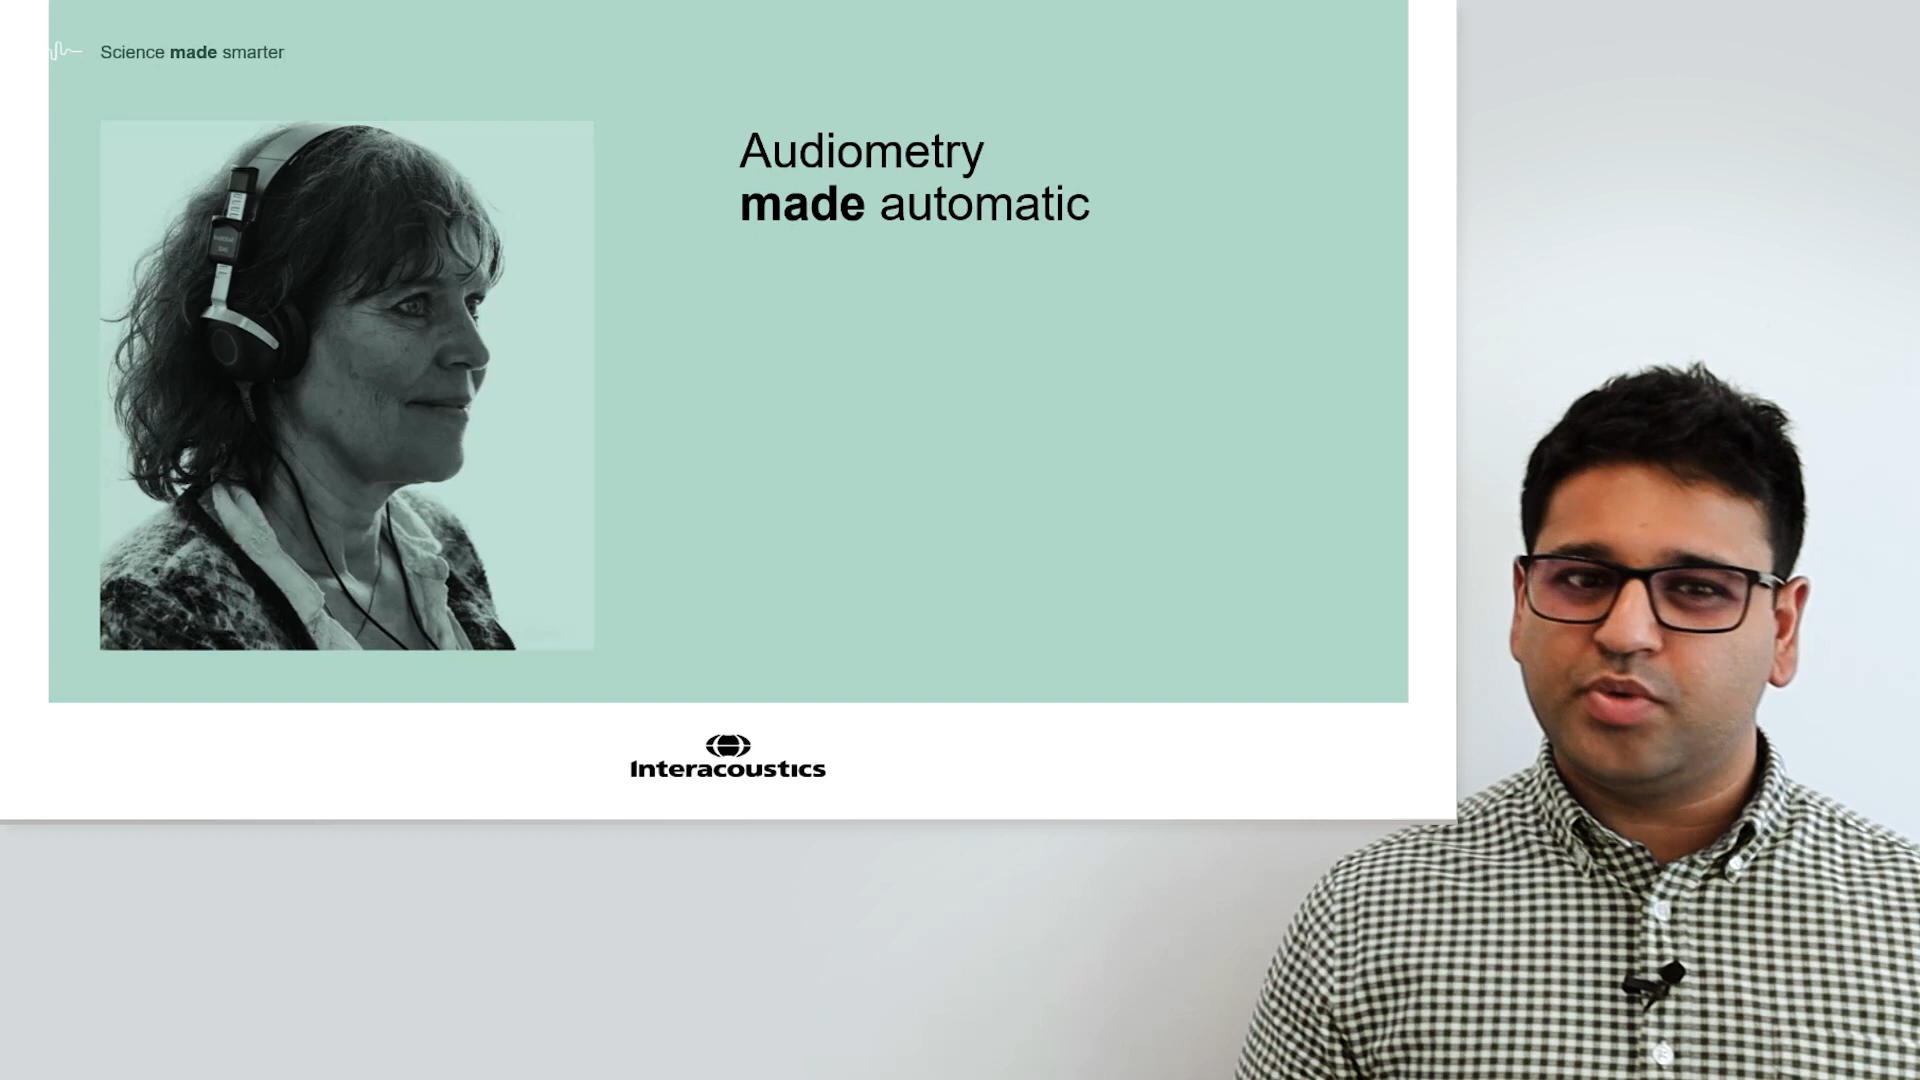 Science made smarter
Audiometry
made automatic
Interacoustics